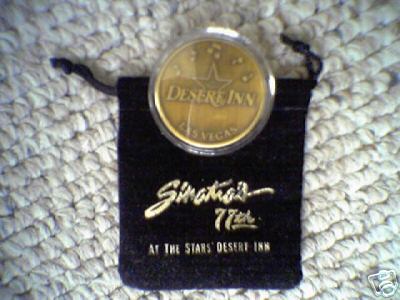 DESERT INN
LAS VEGAS
Sinatra's
77th
AT THE STARS' DESERT INN